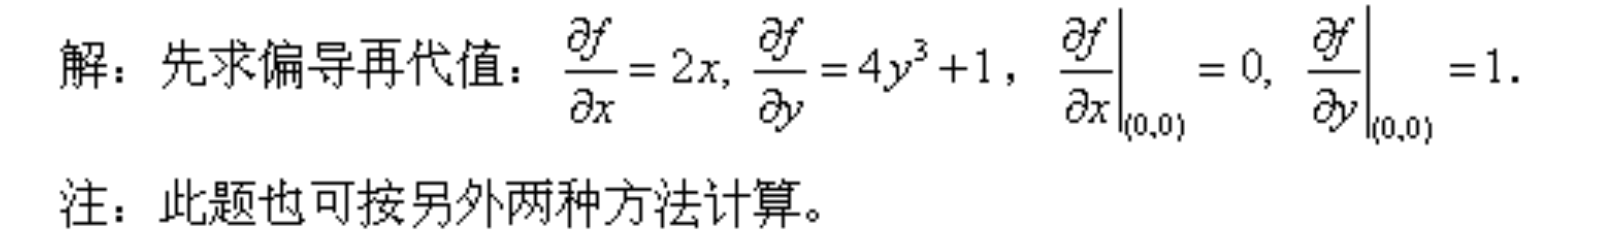 解：先求偏导再代值：∂f/∂x = 2x, ∂f/∂y = 4y³+1， ∂f/∂x|(0,0) = 0, ∂f/∂y|(0,0) = 1.
注：此题也可按另外两种方法计算。